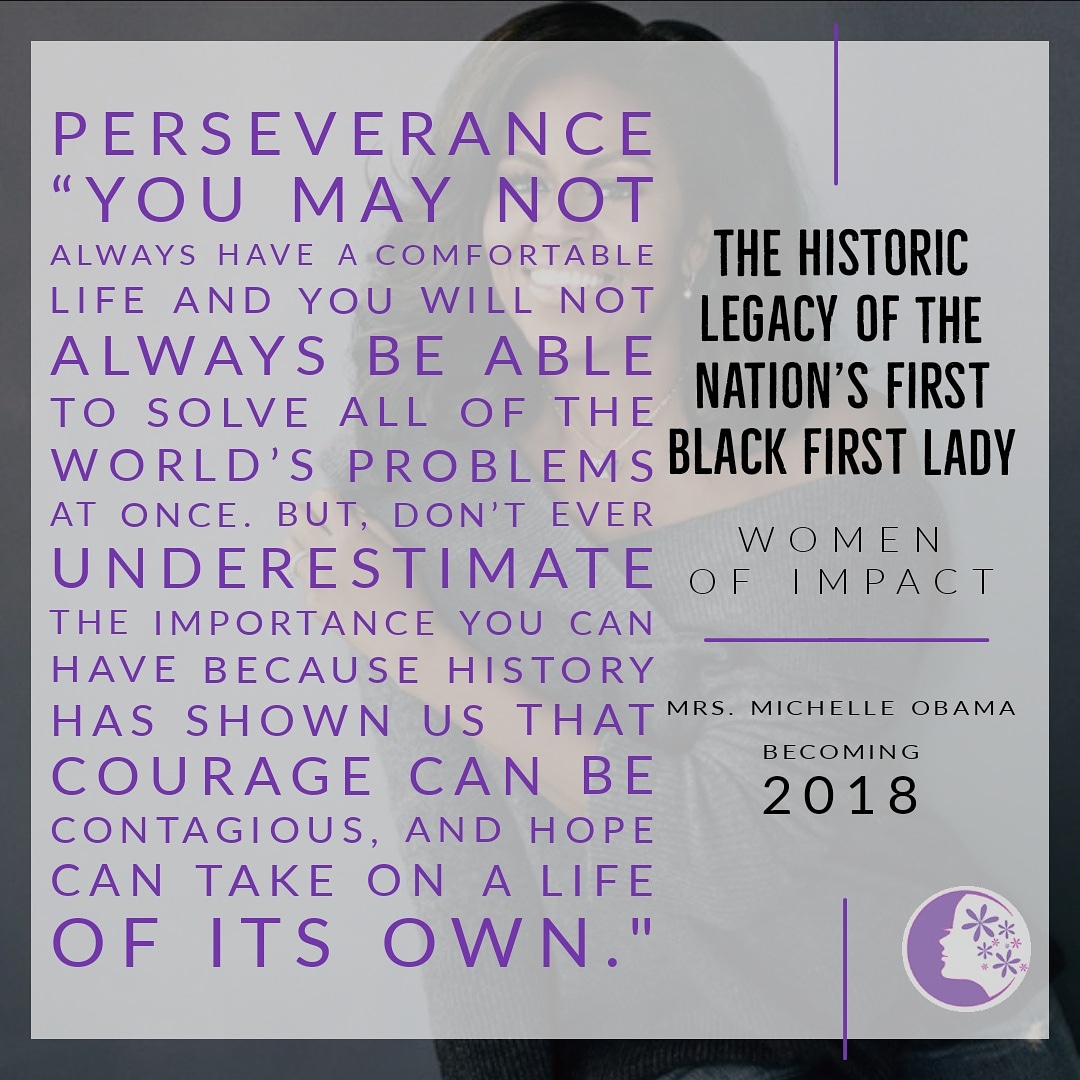 PERSEVERANCE
“YOU MAY NOT
ALWAYS HAVE A COMFORTABLE
LIFE AND YOU WILL NOT
ALWAYS BE ABLE
TO SOLVE ALL OF THE
WORLD’S PROBLEMS
AT ONCE. BUT, DON’T EVER
UNDERESTIMATE
THE IMPORTANCE YOU CAN
HAVE BECAUSE HISTORY
HAS SHOWN US THAT
COURAGE CAN BE
CONTAGIOUS, AND HOPE
CAN TAKE ON A LIFE
OF ITS OWN."
THE HISTORIC
LEGACY OF THE
NATION’S FIRST
BLACK FIRST LADY
WOMEN
OF IMPACT
MRS. MICHELLE OBAMA
BECOMING
2018